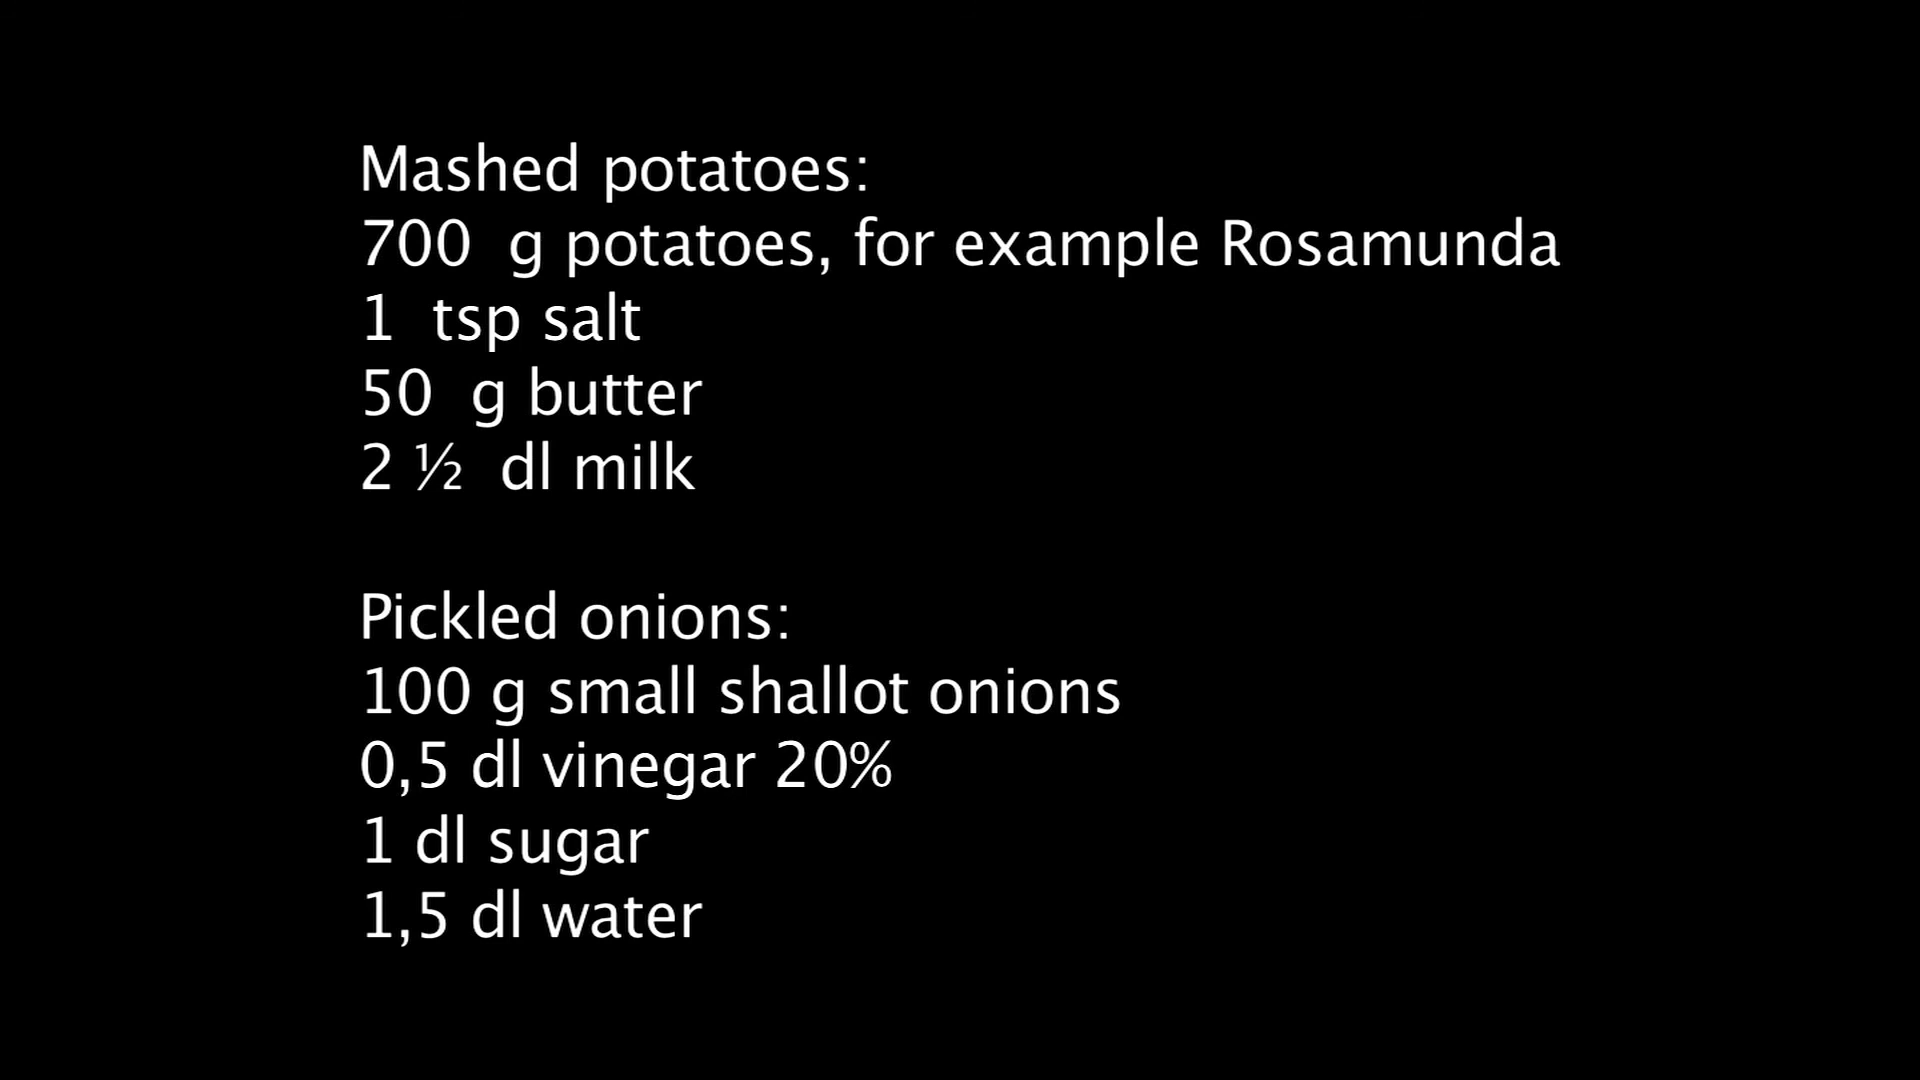 Mashed potatoes:
700  g potatoes, for example Rosamunda
1  tsp salt
50  g butter
2 ½  dl milk
Pickled onions:
100 g small shallot onions
0,5 dl vinegar 20%
1 dl sugar
1,5 dl water